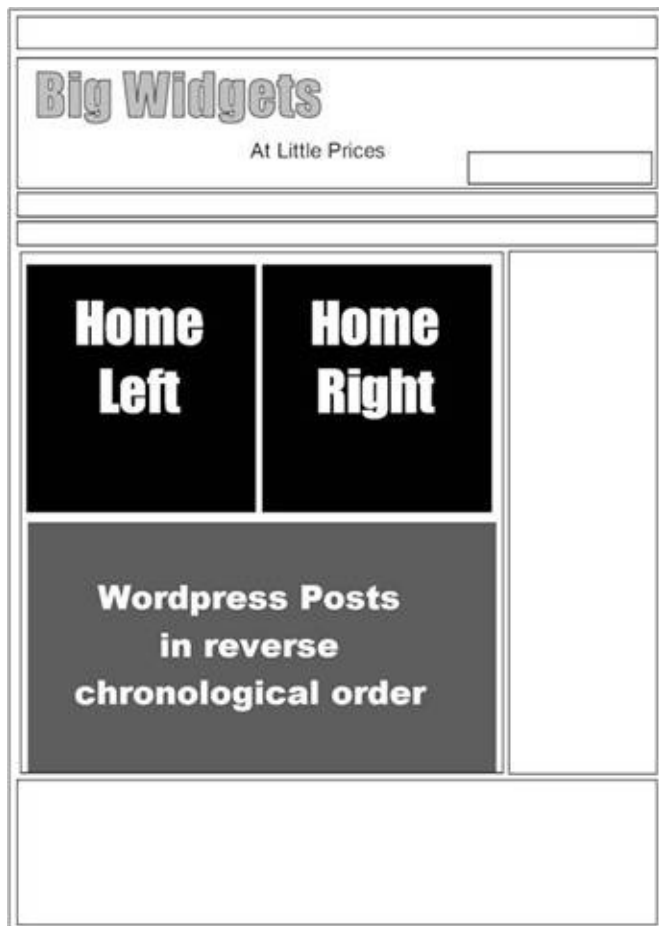 Big Widgets
At Little Prices
Home
Left
Home
Right
Wordpress Posts
in reverse
chronological order